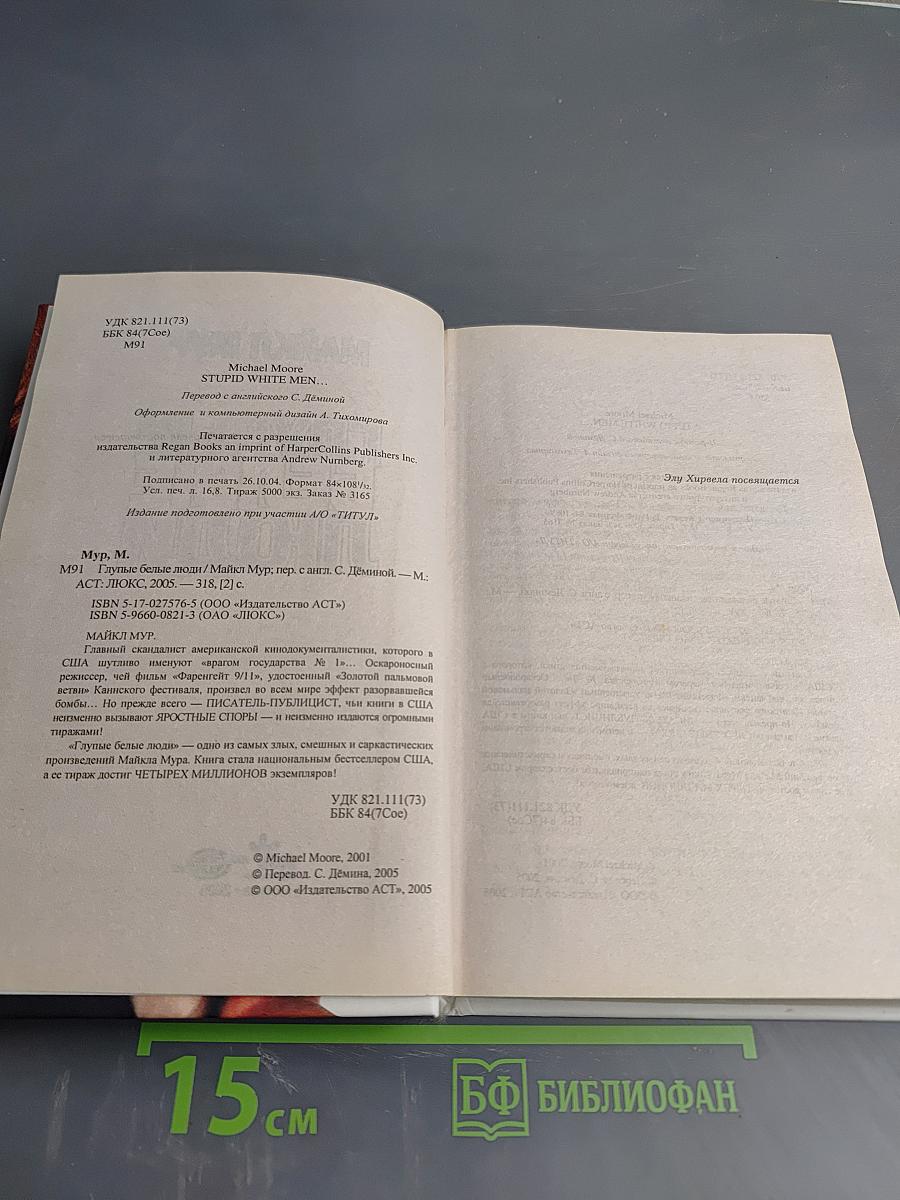 УДК 821.111(73)
ББК 84(7Сое)
М91
Michael Moore
STUPID WHITE MEN…
Перевод с английского С. Дёминой
Оформление и компьютерный дизайн А. Тихомирова
Печатается с разрешения
издательства Regan Books an imprint of HarperCollins Publishers Inc.
и литературного агентства Andrew Nurnberg.
Подписано в печать 26.10.04. Формат 84×108¹/₃₂.
Усл. печ. л. 16,8. Тираж 5000 экз. Заказ № 3165
Издание подготовлено при участии А/О «ТИТУЛ»
Мур, М.
М91 Глупые белые люди / Майкл Мур; пер. с англ. С. Дёминой. — М.:
АСТ: ЛЮКС, 2005. — 318, [2] с.
ISBN 5-17-027576-5 (ООО «Издательство АСТ»)
ISBN 5-9660-0821-3 (ОАО «ЛЮКС»)
МАЙКЛ МУР.
Главный скандалист американской кинодокументалистики, которого в
США шутливо именуют «врагом государства № 1»… Оскароносный
режиссер, чей фильм «Фаренгейт 9/11», удостоенный «Золотой пальмовой
ветви» Каннского фестиваля, произвел во всем мире эффект разорвавшейся
бомбы… Но прежде всего — ПИСАТЕЛЬ-ПУБЛИЦИСТ, чьи книги в США
неизменно вызывают ЯРОСТНЫЕ СПОРЫ — и неизменно издаются огромными
тиражами!
«Глупые белые люди» — одно из самых злых, смешных и саркастических
произведений Майкла Мура. Книга стала национальным бестселлером США,
а ее тираж достиг ЧЕТЫРЕХ МИЛЛИОНОВ экземпляров!
УДК 821.111(73)
ББК 84(7Сое)
© Michael Moore, 2001
© Перевод. С. Дёмина, 2005
© ООО «Издательство АСТ», 2005
Элу Хирвела посвящается
15 см
БФ БИБЛИОФАН